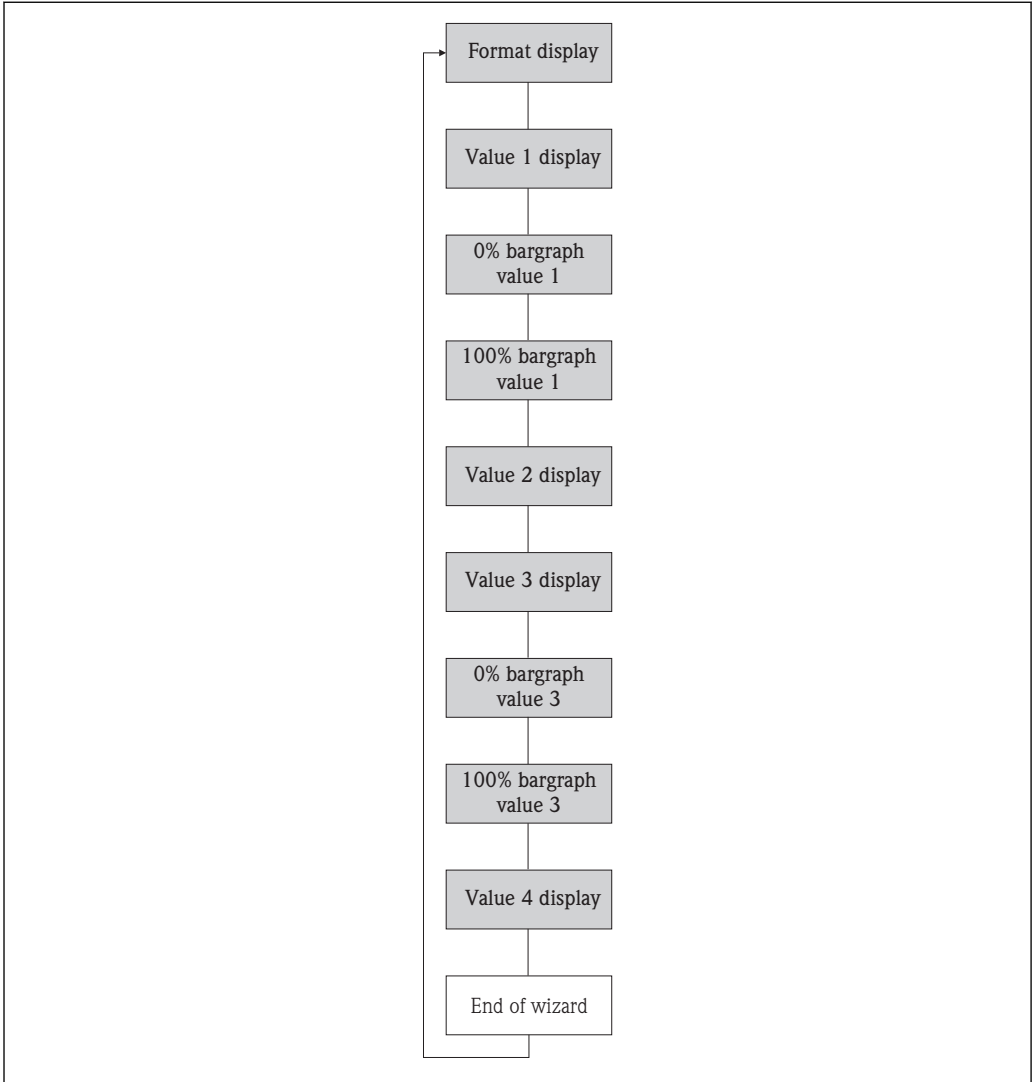 Format display
Value 1 display
0% bargraph
value 1
100% bargraph
value 1
Value 2 display
Value 3 display
0% bargraph
value 3
100% bargraph
value 3
Value 4 display
End of wizard